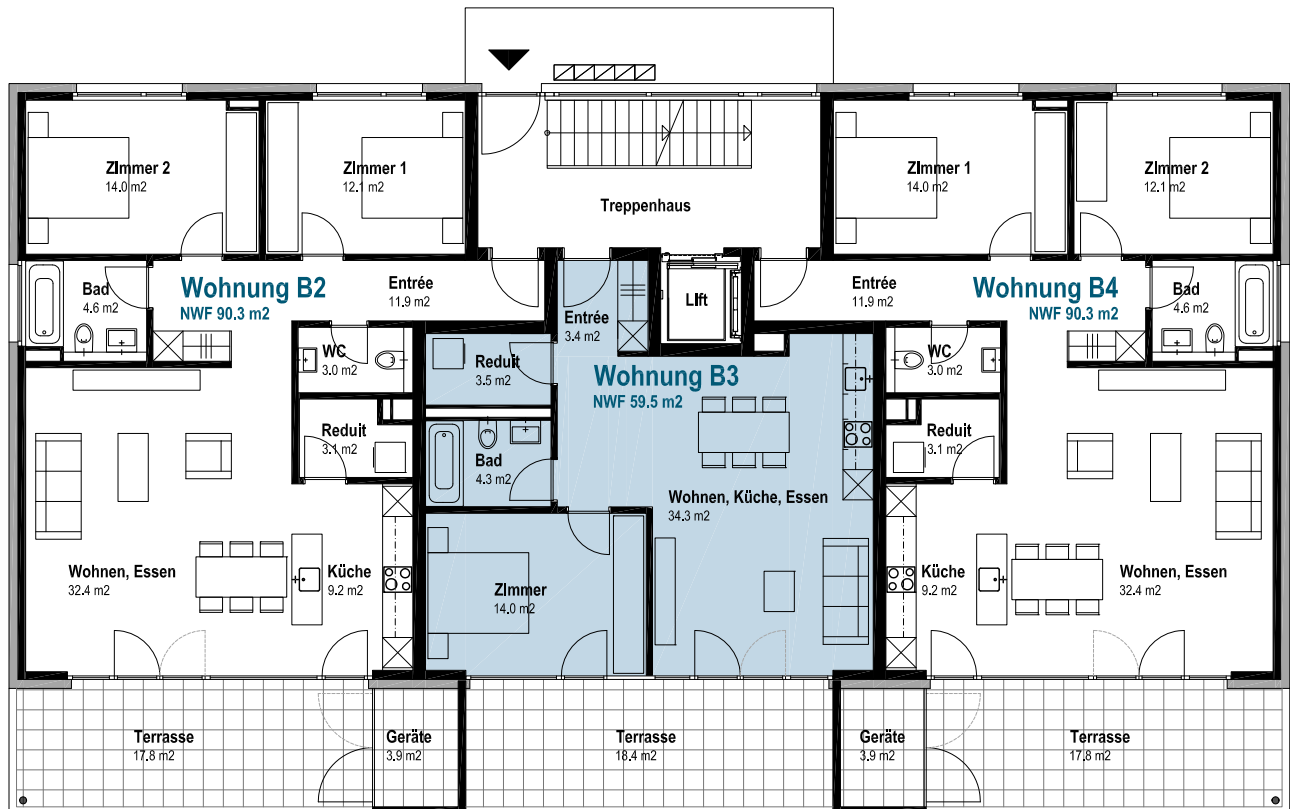 Zimmer 2
14.0 m2
Zimmer 1
12.1 m2
Treppenhaus
Zimmer 1
14.0 m2
Zimmer 2
12.1 m2
Bad
4.6 m2
Wohnung B2
NWF 90.3 m2
Entrée
11.9 m2
Entrée
3.4 m2
Lift
Entrée
11.9 m2
Wohnung B4
NWF 90.3 m2
Bad
4.6 m2
WC
3.0 m2
Reduit
3.5 m2
Wohnung B3
NWF 59.5 m2
WC
3.0 m2
Reduit
3.1 m2
Bad
4.3 m2
Reduit
3.1 m2
Wohnen, Küche, Essen
34.3 m2
Wohnen, Essen
32.4 m2
Küche
9.2 m2
Zimmer
14.0 m2
Küche
9.2 m2
Wohnen, Essen
32.4 m2
Terrasse
17.8 m2
Geräte
3.9 m2
Terrasse
18.4 m2
Geräte
3.9 m2
Terrasse
17.8 m2